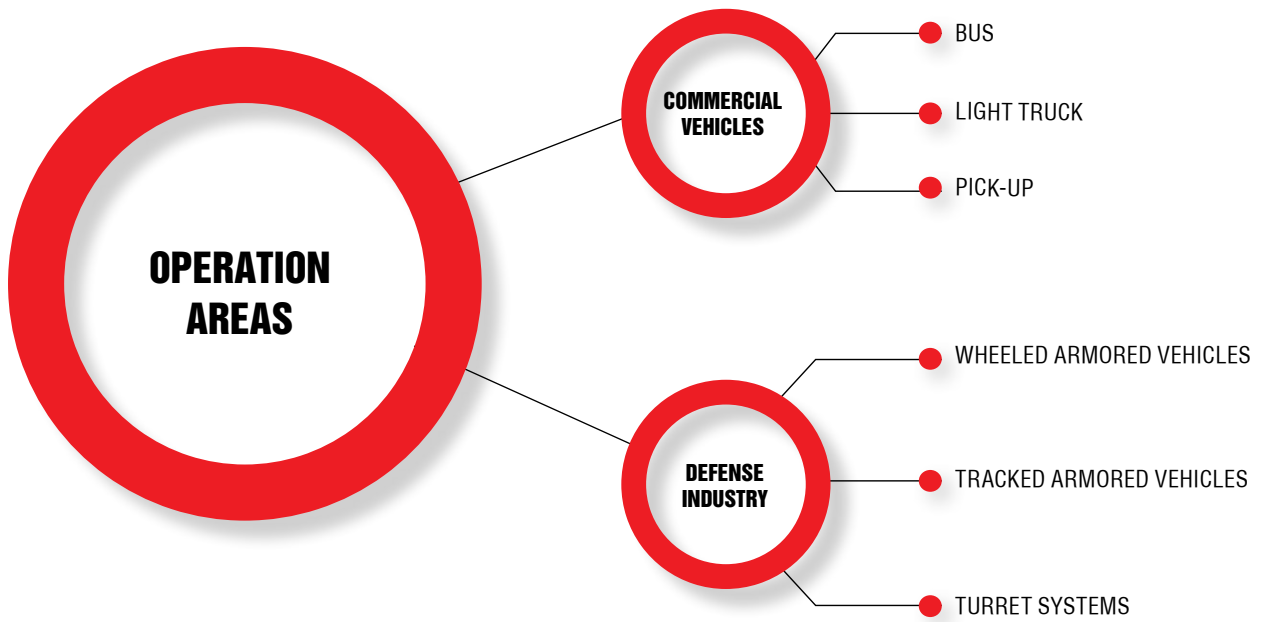 OPERATION
AREAS
COMMERCIAL
VEHICLES
BUS
LIGHT TRUCK
PICK-UP
DEFENSE
INDUSTRY
WHEELED ARMORED VEHICLES
TRACKED ARMORED VEHICLES
TURRET SYSTEMS